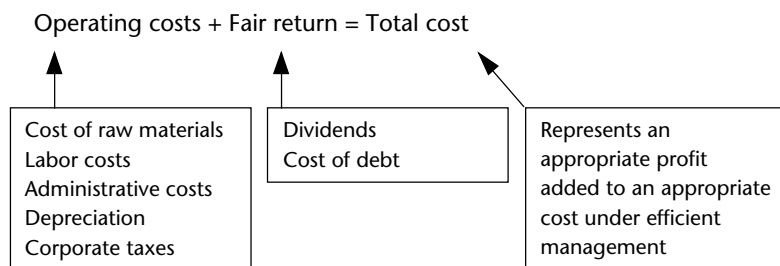 Operating costs + Fair return = Total cost
Cost of raw materials
Labor costs
Administrative costs
Depreciation
Corporate taxes
Dividends
Cost of debt
Represents an
appropriate profit
added to an appropriate
cost under efficient
management